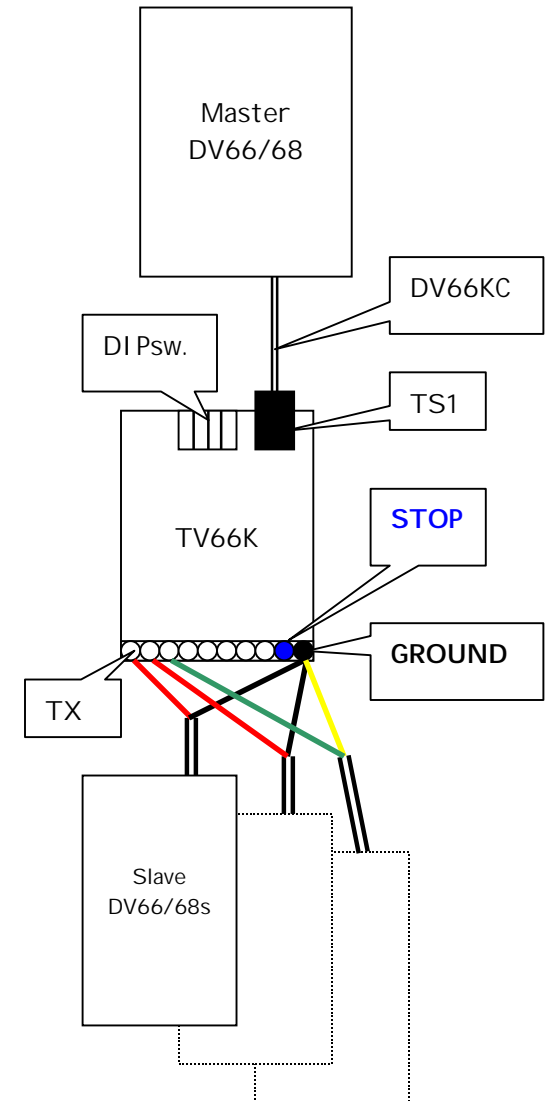 Master
DV66/68
DV66KC
DIPsw.
TS1
STOP
TV66K
GROUND
TX
Slave
DV66/68s